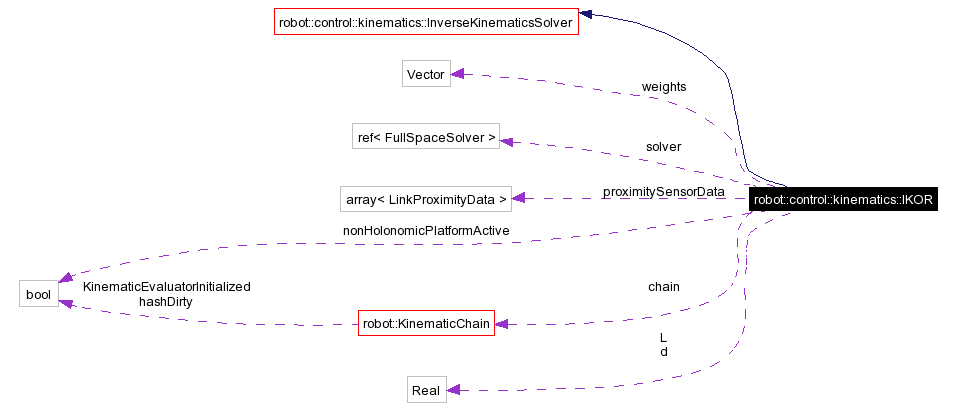 robot::control::kinematics::InverseKinematicsSolver
Vector
weights
ref< FullSpaceSolver >
solver
array< LinkProximityData >
proximitySensorData
robot::control::kinematics::IKOR
nonHolonomicPlatformActive
bool
KinematicEvaluatorInitialized
hashDirty
chain
robot::KinematicChain
L
d
Real